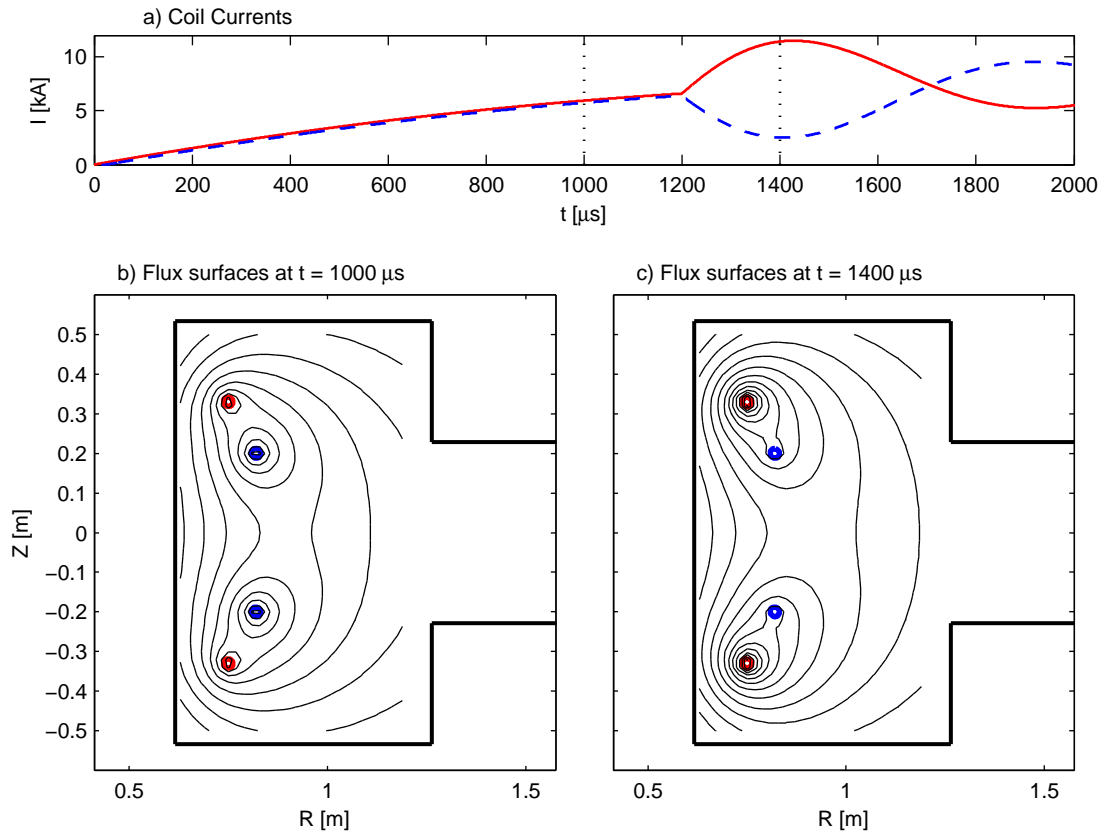 a) Coil Currents
10
5
0
I [kA]
0 200 400 600 800 1000 1200 1400 1600 1800 2000
t [μs]
b) Flux surfaces at t = 1000 μs
c) Flux surfaces at t = 1400 μs
0.5
0.4
0.3
0.2
0.1
0
−0.1
−0.2
−0.3
−0.4
−0.5
Z [m]
0.5 1 1.5
0.5 1 1.5
R [m]
R [m]